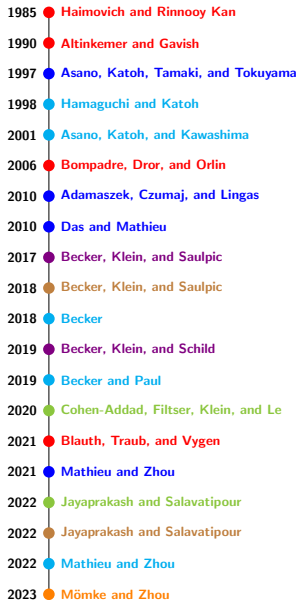 1985 Haimovich and Rinnooy Kan
1990 Altinkemer and Gavish
1997 Asano, Katoh, Tamaki, and Tokuyama
1998 Hamaguchi and Katoh
2001 Asano, Katoh, and Kawashima
2006 Bompadre, Dror, and Orlin
2010 Adamaszek, Czumaj, and Lingas
2010 Das and Mathieu
2017 Becker, Klein, and Saulpic
2018 Becker, Klein, and Saulpic
2018 Becker
2019 Becker, Klein, and Schild
2019 Becker and Paul
2020 Cohen-Addad, Filtser, Klein, and Le
2021 Blauth, Traub, and Vygen
2021 Mathieu and Zhou
2022 Jayaprakash and Salavatipour
2022 Jayaprakash and Salavatipour
2022 Mathieu and Zhou
2023 Mömke and Zhou